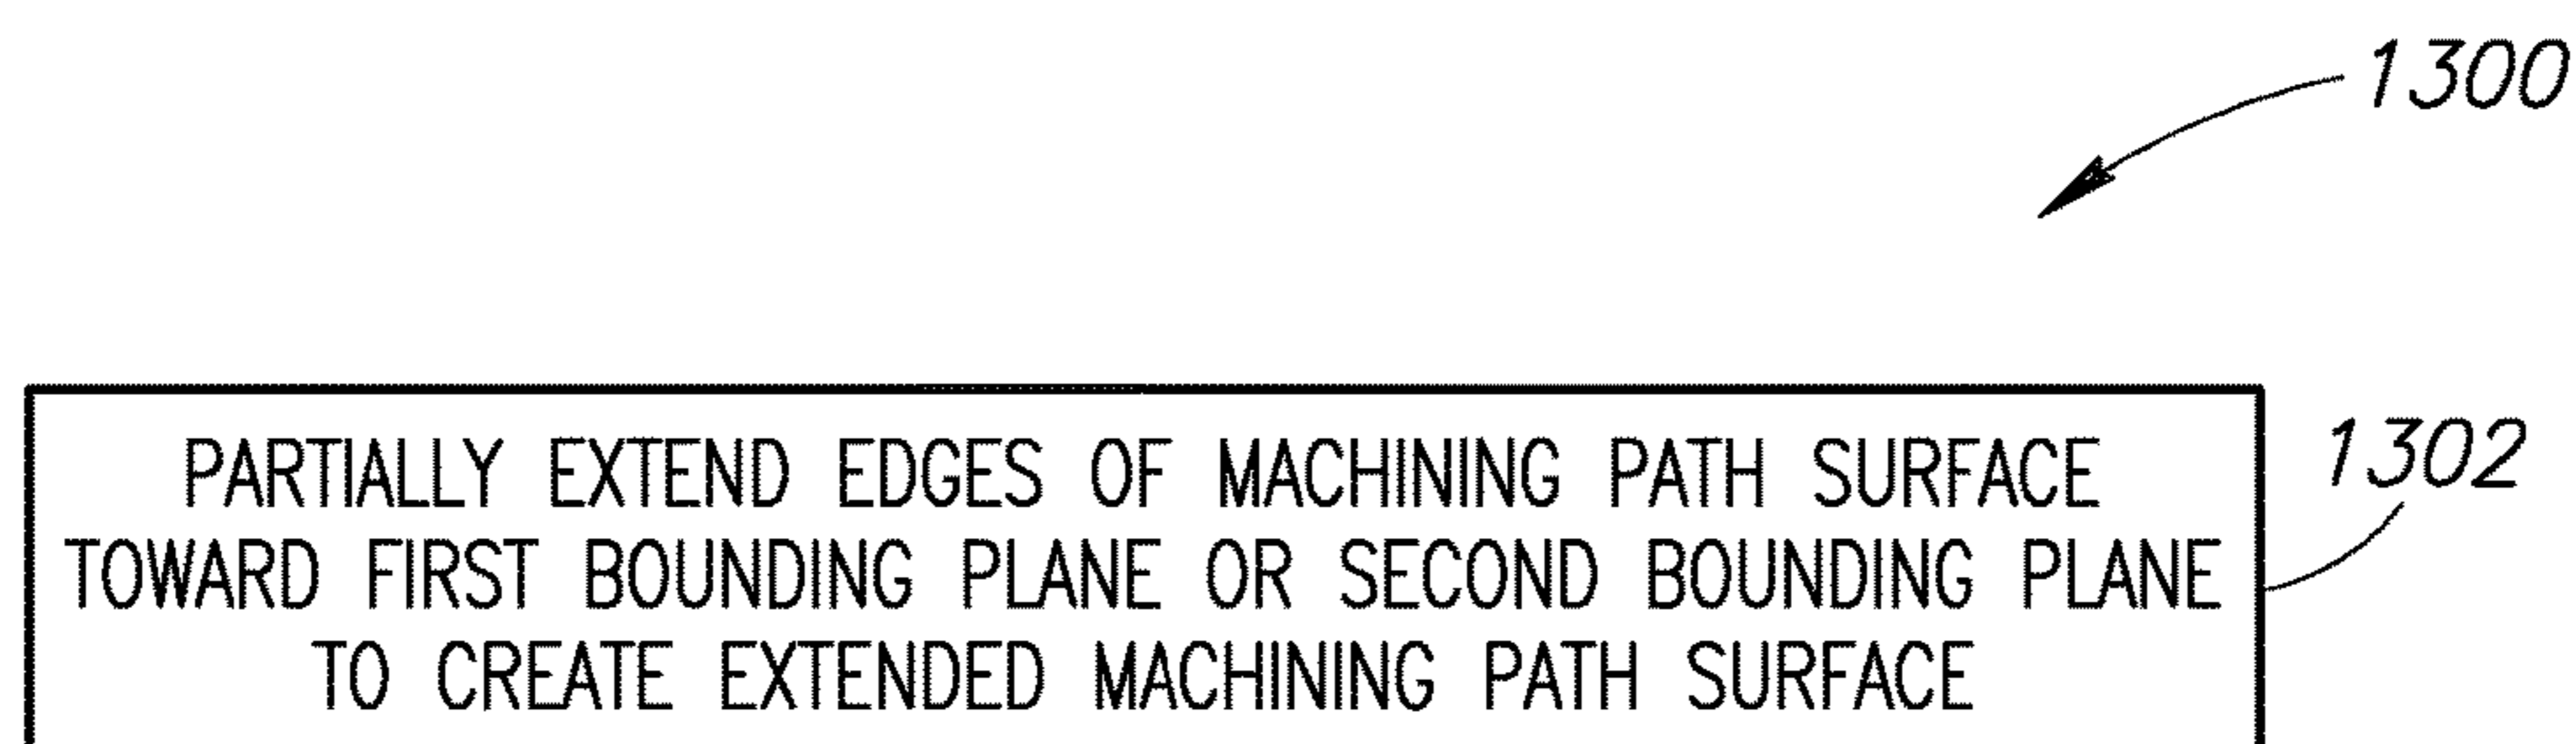 1300
PARTIALLY EXTEND EDGES OF MACHINING PATH SURFACE
1302
TOWARD FIRST BOUNDING PLANE OR SECOND BOUNDING PLANE
TO CREATE EXTENDED MACHINING PATH SURFACE